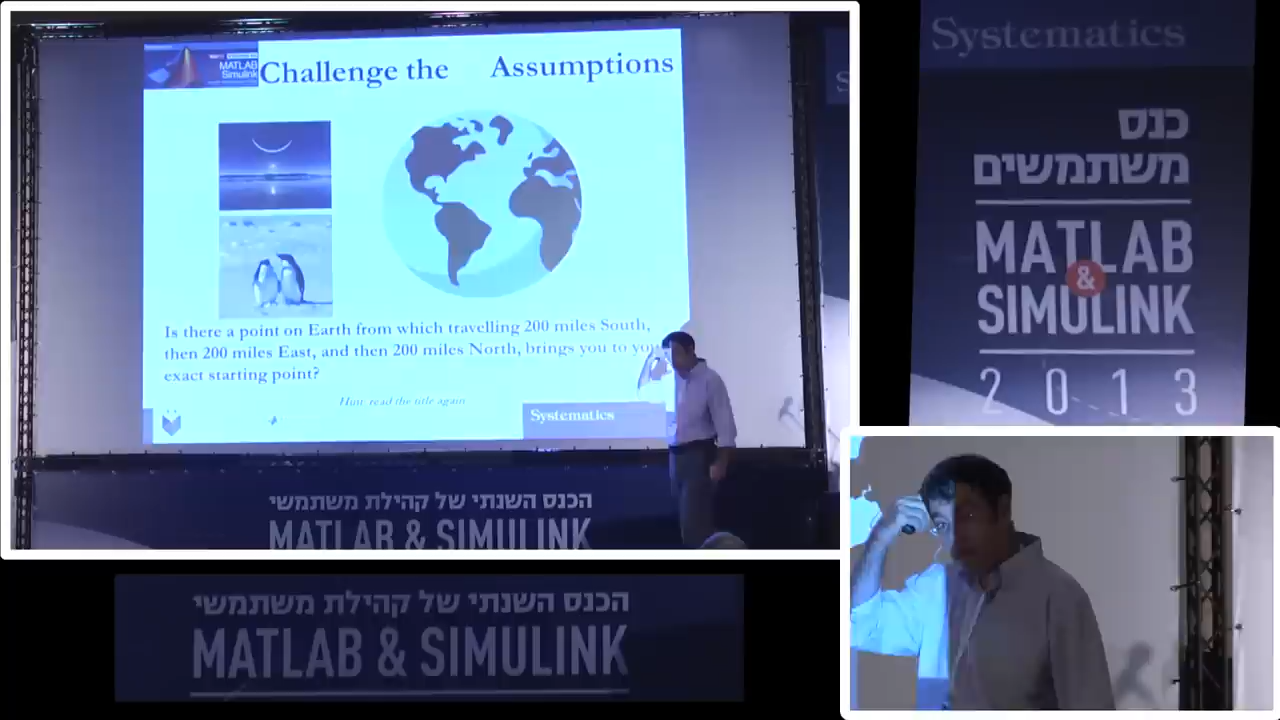 MATLAB
Simulink
Challenge the Assumptions
Is there a point on Earth from which travelling 200 miles South,
then 200 miles East, and then 200 miles North, brings you to you
exact starting point?
Hint: read the title again
Systematics
הכנס השנתי של קהילת משתמשי
MATLAB & SIMULINK
Systematics
כנס
משתמשים
MATLAB
&
SIMULINK
2013
הכנס השנתי של קהילת משתמשי
MATLAB & SIMULINK